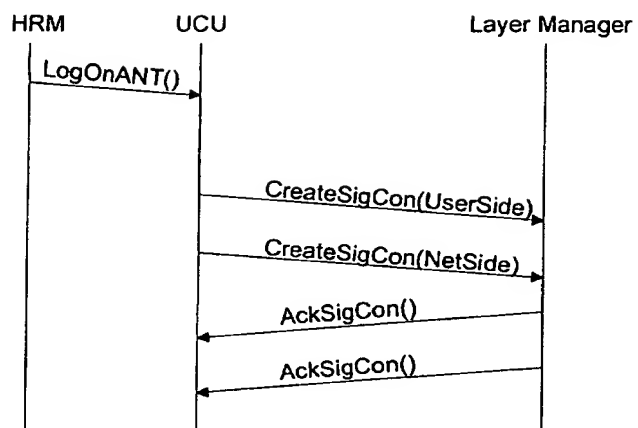 HRM UCU Layer Manager
LogOnANT()
CreateSigCon(UserSide)
CreateSigCon(NetSide)
AckSigCon()
AckSigCon()